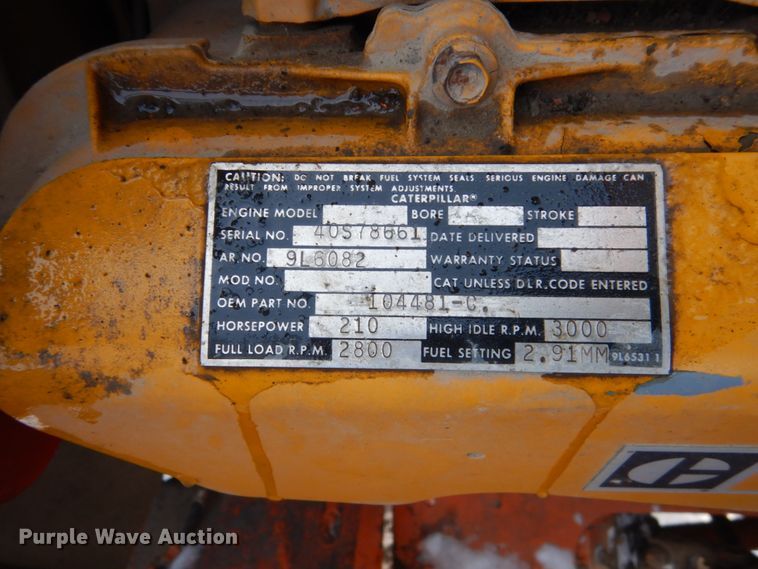 CAUTION: DO NOT BREAK FUEL SYSTEM SEALS SERIOUS ENGINE DAMAGE CAN
RESULT FROM IMPROPER SYSTEM ADJUSTMENTS.
CATERPILLAR®
ENGINE MODEL BORE STROKE
SERIAL NO. 40S78661 DATE DELIVERED
AR.NO. 9L6082 WARRANTY STATUS
MOD NO. CAT UNLESS DLR.CODE ENTERED
OEM PART NO. 104481-C.
HORSEPOWER 210 HIGH IDLE R.P.M. 3000
FULL LOAD R.P.M. 2800 FUEL SETTING 2.91MM 9L6531 1
Purple Wave Auction®